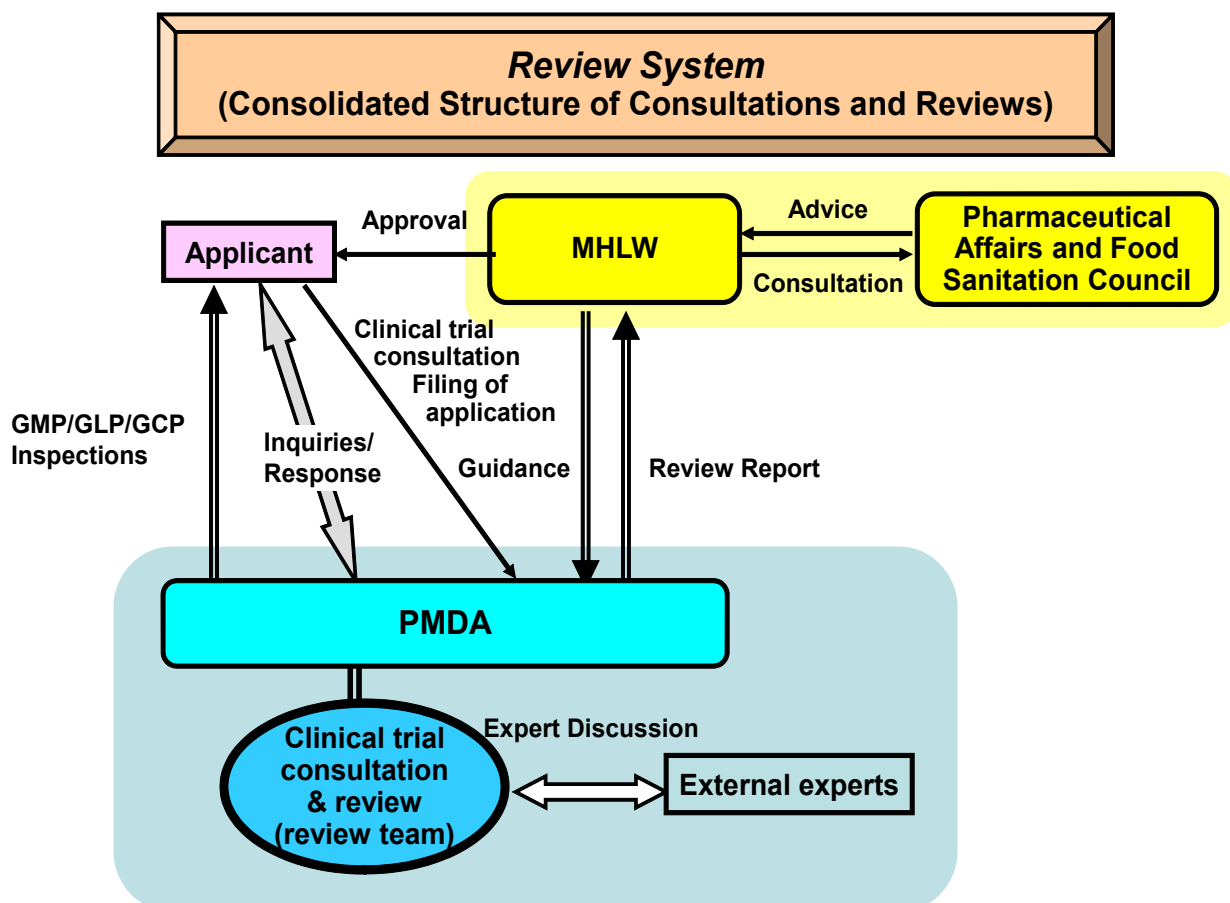 Review System
(Consolidated Structure of Consultations and Reviews)
Applicant
Approval
MHLW
Advice
Consultation
Pharmaceutical
Affairs and Food
Sanitation Council
Clinical trial
consultation
Filing of
application
GMP/GLP/GCP
Inspections
Inquiries/
Response
Guidance
Review Report
PMDA
Clinical trial
consultation
& review
(review team)
Expert Discussion
External experts